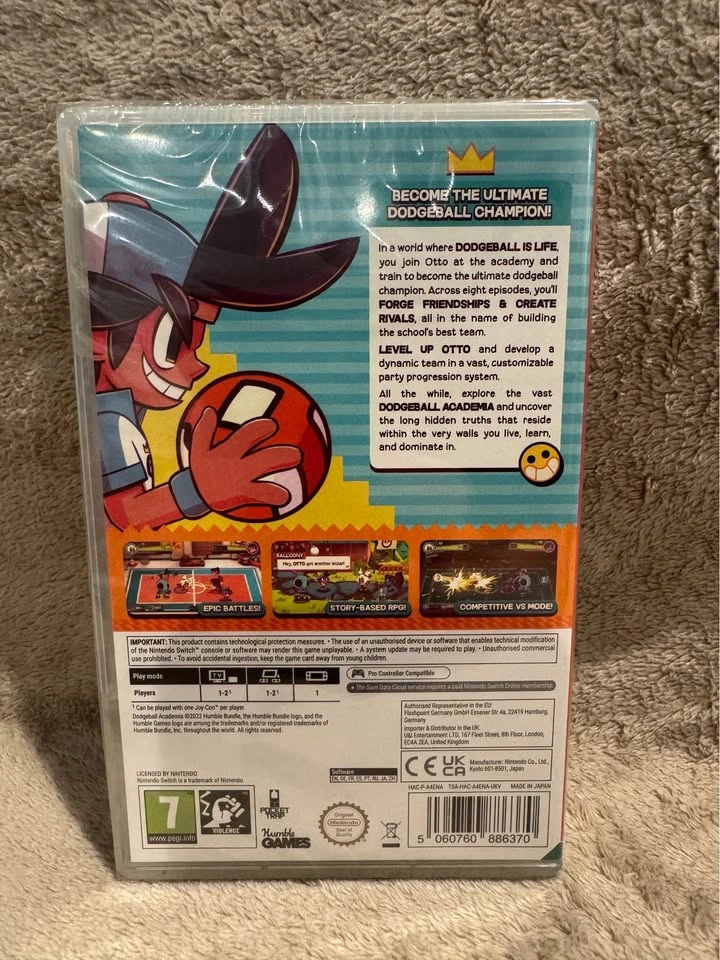 BECOME THE ULTIMATE
DODGEBALL CHAMPION!
In a world where DODGEBALL IS LIFE,
you join Otto at the academy and
train to become the ultimate dodgeball
champion. Across eight episodes, you'll
FORGE FRIENDSHIPS & CREATE
RIVALS, all in the name of building
the school's best team.
LEVEL UP OTTO and develop a
dynamic team in a vast, customizable
party progression system.
All the while, explore the vast
DODGEBALL ACADEMIA and uncover
the long hidden truths that reside
within the very walls you live, learn,
and dominate in.
BALLOONY
Hey, OTTO got another letter!
EPIC BATTLES!
STORY-BASED RPG!
COMPETITIVE VS MODE!
IMPORTANT: This product contains technological protection measures. • The use of an unauthorised device or software that enables technical modification
of the Nintendo Switch™ console or software may render this game unplayable. • A system update may be required to play. • Unauthorised commercial
use prohibited. • To avoid accidental ingestion, keep the game card away from young children.
Play mode
TV
Pro Controller Compatible
Players
1-2¹
1-2¹
1
• The Save Data Cloud service requires a paid Nintendo Switch Online membership.
¹ Can be played with one Joy-Con™ per player
Dodgeball Academia ©2022 Humble Bundle, the Humble Bundle logo, and the
Humble Games logo are among the trademarks and/or registered trademarks of
Humble Bundle, Inc. throughout the world. All rights reserved.
Authorised Representative in the EU:
Flashpoint Germany GmbH Essener Str.4a, 22419 Hamburg,
Germany
Importer & Distributor in the UK:
U&I Entertainment LTD, 167 Fleet Street, 8th Floor, London,
EC4A 2EA, United Kingdom
CE UK CA
Manufacturer: Nintendo Co., Ltd.,
Kyoto 601-8501, Japan
LICENSED BY NINTENDO
Nintendo Switch is a trademark of Nintendo.
Software
HAC-P-A4ENA TSA-HAC-A4ENA-UKV MADE IN JAPAN
7
www.pegi.info
VIOLENCE
POCKET
TRAP
Humble
GAMES
Original
Nintendo
Seal of
Quality
5 060760 886370